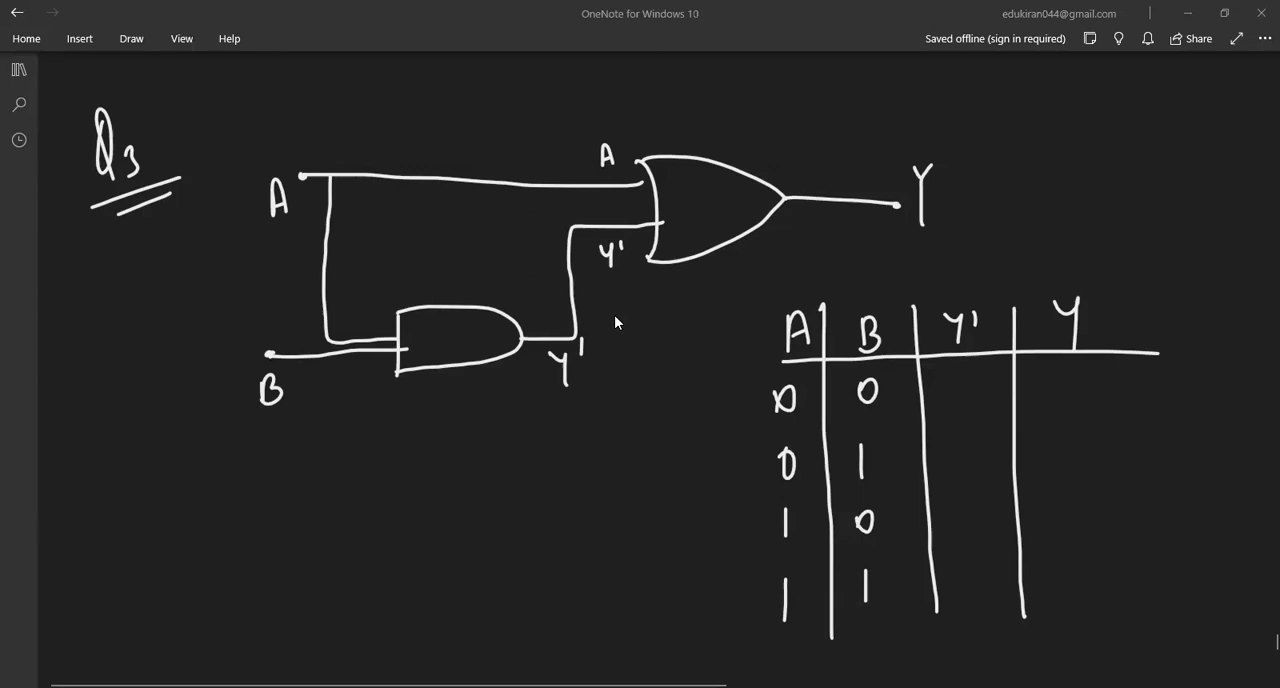 OneNote for Windows 10
edukiran044@gmail.com
Home Insert Draw View Help
Saved offline (sign in required)
Share
Q3
A
A
Y
Y'
B
Y'
A B Y' Y
0 0
0 1
1 0
1 1